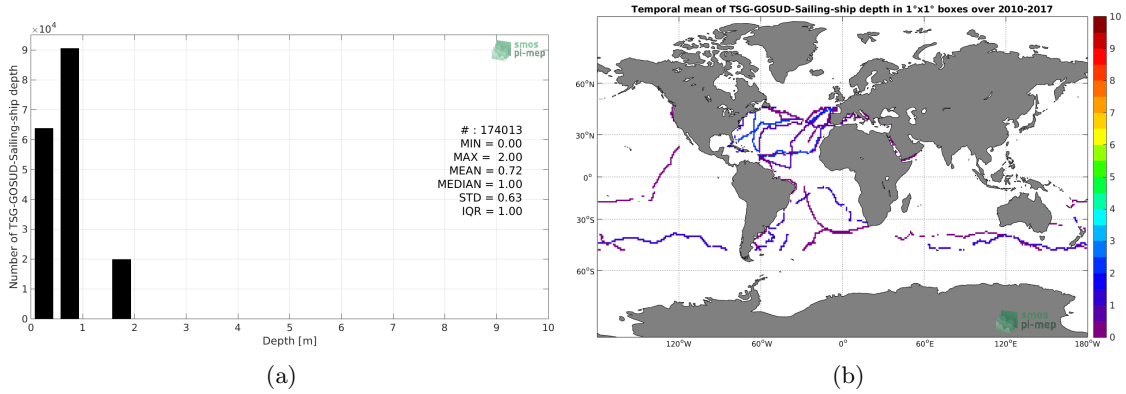 ×10⁴
9
8
7
6
5
4
3
2
1
0
Number of TSG-GOSUD-Sailing-ship depth
smos
pi-mep
# : 174013
MIN = 0.00
MAX = 2.00
MEAN = 0.72
MEDIAN = 1.00
STD = 0.63
IQR = 1.00
0 1 2 3 4 5 6 7 8 9 10
Depth [m]
(a)
Temporal mean of TSG-GOSUD-Sailing-ship depth in 1°x1° boxes over 2010-2017
60°N
30°N
0°
30°S
60°S
120°W 60°W 0° 60°E 120°E 180°W
smos
pi-mep
10
9
8
7
6
5
4
3
2
1
0
(b)